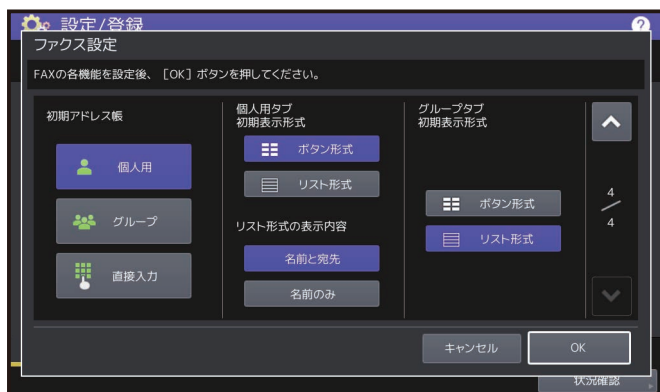 設定/登録
?
ファクス設定
FAXの各機能を設定後、[OK] ボタンを押してください。
初期アドレス帳
個人用
グループ
直接入力
個人用タブ
初期表示形式
ボタン形式
リスト形式
リスト形式の表示内容
名前と宛先
名前のみ
グループタブ
初期表示形式
ボタン形式
リスト形式
4
4
キャンセル
OK
状況確認